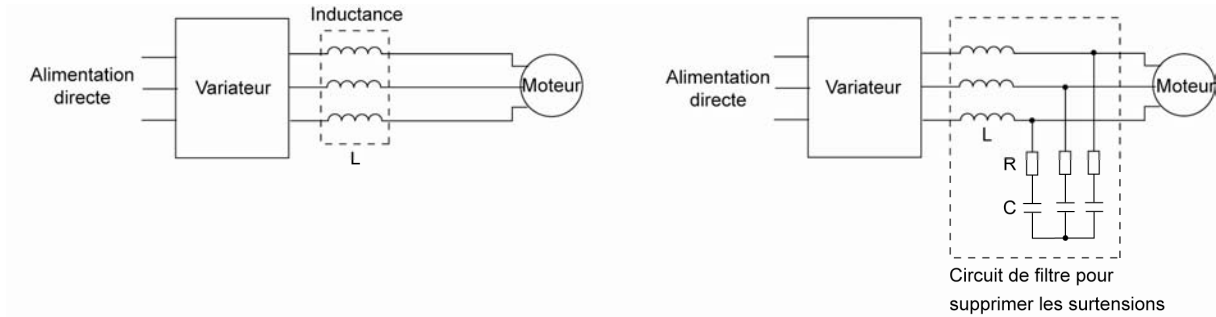 Inductance
Alimentation
directe
Variateur
Moteur
L
Alimentation
directe
Variateur
Moteur
L
R
C
Circuit de filtre pour
supprimer les surtensions